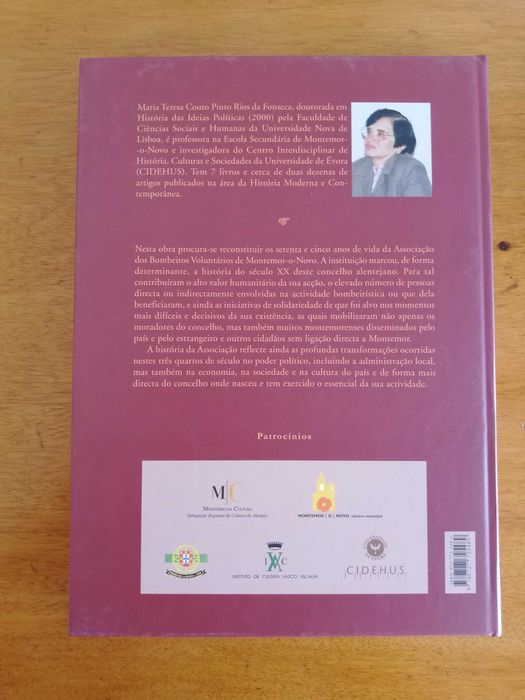 Maria Teresa Couto Pinto Rios da Fonseca, doutorada em
História das Ideias Políticas (2000) pela Faculdade de
Ciências Sociais e Humanas da Universidade Nova de
Lisboa, é professora na Escola Secundária de Montemor-
-o-Novo e investigadora do Centro Interdisciplinar de
História, Culturas e Sociedades da Universidade de Évora
(CIDEHUS). Tem 7 livros e cerca de duas dezenas de
artigos publicados na área da História Moderna e Con-
temporânea.
Nesta obra procura-se reconstituir os setenta e cinco anos de vida da Associação
dos Bombeiros Voluntários de Montemor-o-Novo. A instituição marcou, de forma
determinante, a história do século XX deste concelho alentejano. Para tal
contribuíram o alto valor humanitário da sua acção, o elevado número de pessoas
directa ou indirectamente envolvidas na actividade bombeirística ou que dela
beneficiaram, e ainda as iniciativas de solidariedade de que foi alvo nos momentos
mais difíceis e decisivos da sua existência, as quais mobilizaram não apenas os
moradores do concelho, mas também muitos montemorenses disseminados pelo
país e pelo estrangeiro e outros cidadãos sem ligação directa a Montemor.
A história da Associação reflecte ainda as profundas transformações ocorridas
nestes três quartos de século no poder político, incluindo a administração local,
mas também na economia, na sociedade e na cultura do país e de forma mais
directa do concelho onde nasceu e tem exercido o essencial da sua actividade.
Patrocínios
M|C
MINISTÉRIO DA CULTURA
Delegação Regional da Cultura do Alentejo
MONTEMOR | O | NOVO câmara municipal
I C
INSTITUTO DE CULTURA VASCO VILL'ALVA
C.I.D.E.H.U.S.